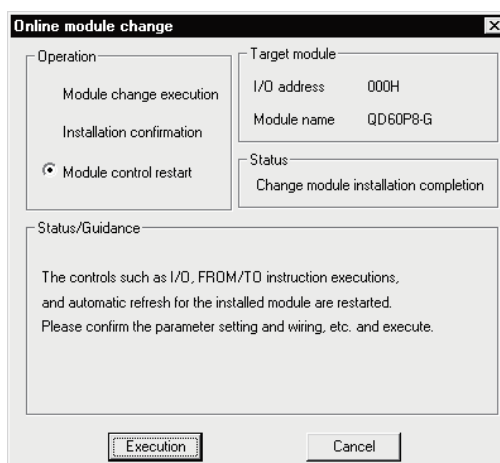 Online module change
Operation
Module change execution
Installation confirmation
Module control restart
Target module
I/O address 000H
Module name QD60P8-G
Status
Change module installation completion
Status/Guidance
The controls such as I/O, FROM/TO instruction executions,
and automatic refresh for the installed module are restarted.
Please confirm the parameter setting and wiring, etc. and execute.
Execution
Cancel